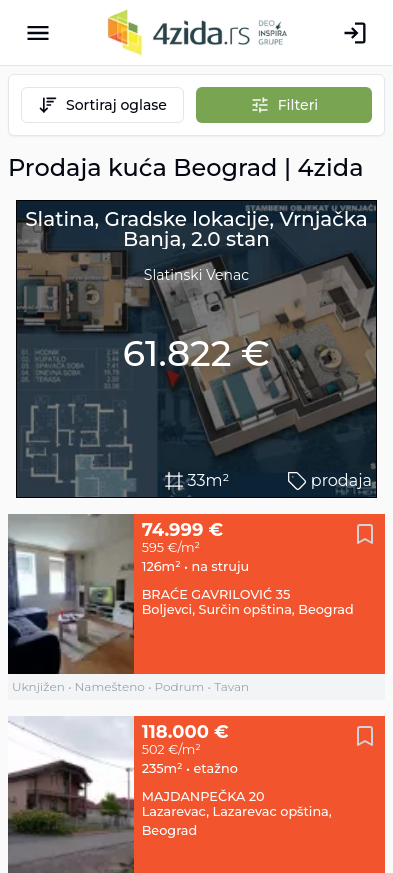 4zida.rs
DEO
INSPIRA
GRUPE
Sortiraj oglase
Filteri
Prodaja kuća Beograd | 4zida
STAMBENI OBJEKAT U VRNJAČK
Slatina, Gradske lokacije, Vrnjačka
Banja, 2.0 stan
Slatinski Venac
61.822 €
33m²
prodaja
74.999 €
595 €/m²
126m² • na struju
BRAĆE GAVRILOVIĆ 35
Boljevci, Surčin opština, Beograd
Uknjižen • Namešteno • Podrum • Tavan
118.000 €
502 €/m²
235m² • etažno
MAJDANPEČKA 20
Lazarevac, Lazarevac opština,
Beograd